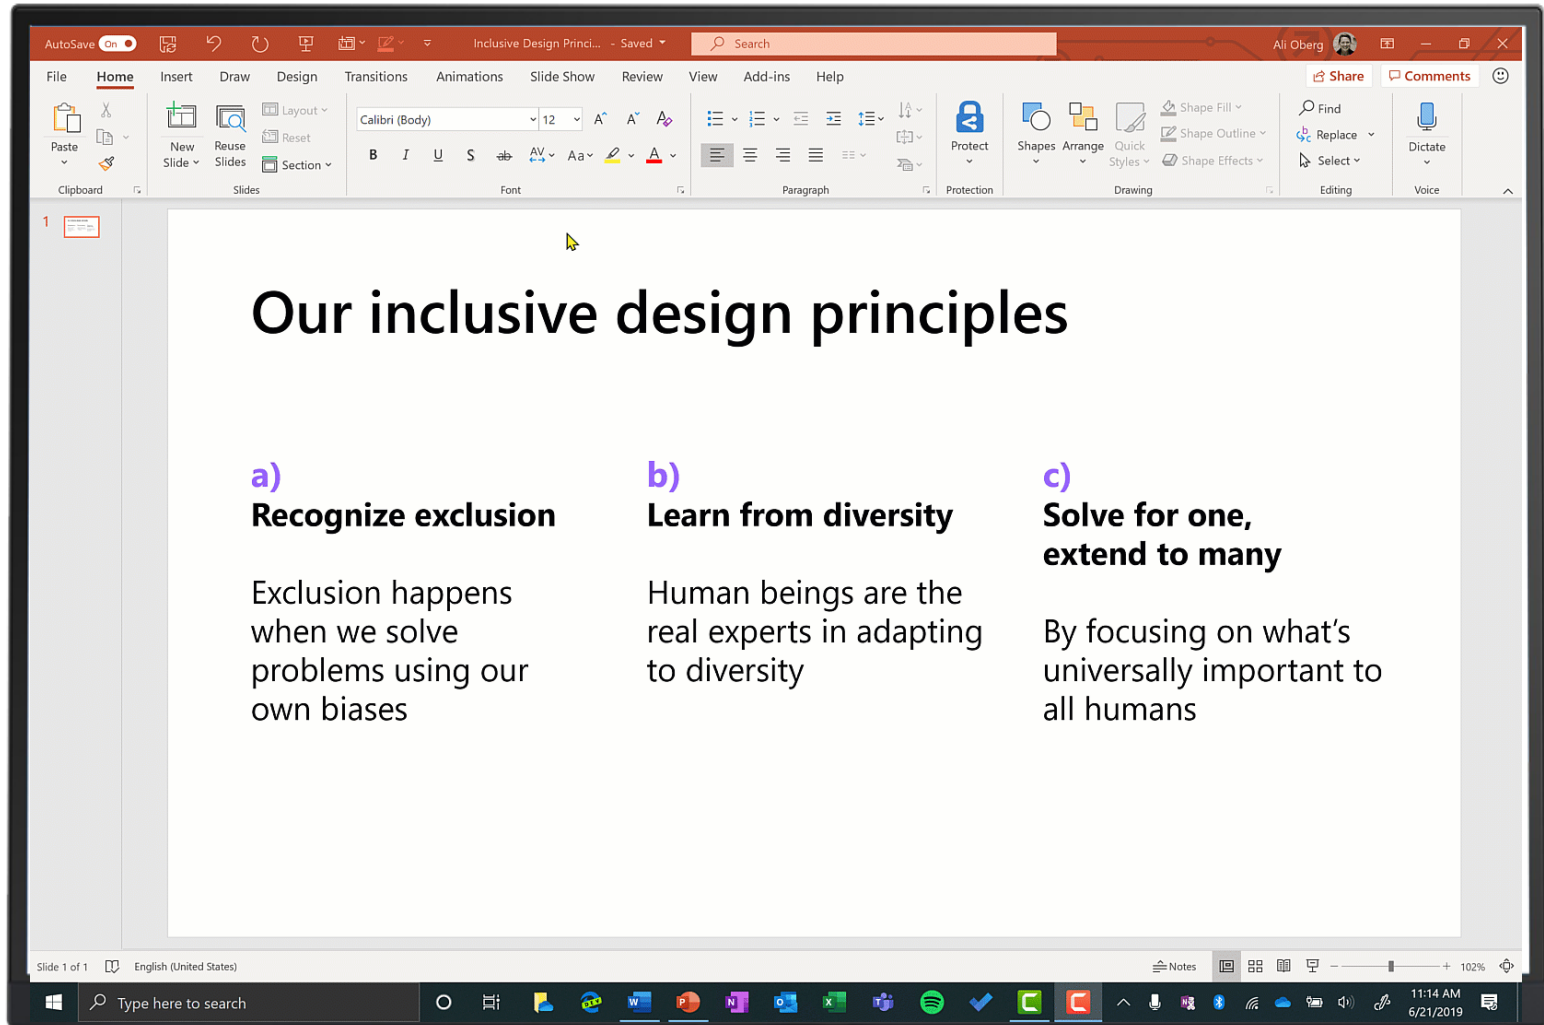 AutoSave On Inclusive Design Princi... - Saved Search Ali Oberg
File Home Insert Draw Design Transitions Animations Slide Show Review View Add-ins Help Share Comments
Paste
Clipboard
New Slide
Reuse Slides
Layout
Reset
Section
Slides
Calibri (Body) 12
B I U S ab AV Aa A
Font
Paragraph
Protect
Protection
Shapes
Arrange
Quick Styles
Shape Fill
Shape Outline
Shape Effects
Drawing
Find
Replace
Select
Editing
Dictate
Voice
1
Our inclusive design principles
a)
Recognize exclusion
Exclusion happens
when we solve
problems using our
own biases
b)
Learn from diversity
Human beings are the
real experts in adapting
to diversity
c)
Solve for one,
extend to many
By focusing on what's
universally important to
all humans
Slide 1 of 1 English (United States) Notes 102%
Type here to search
11:14 AM
6/21/2019